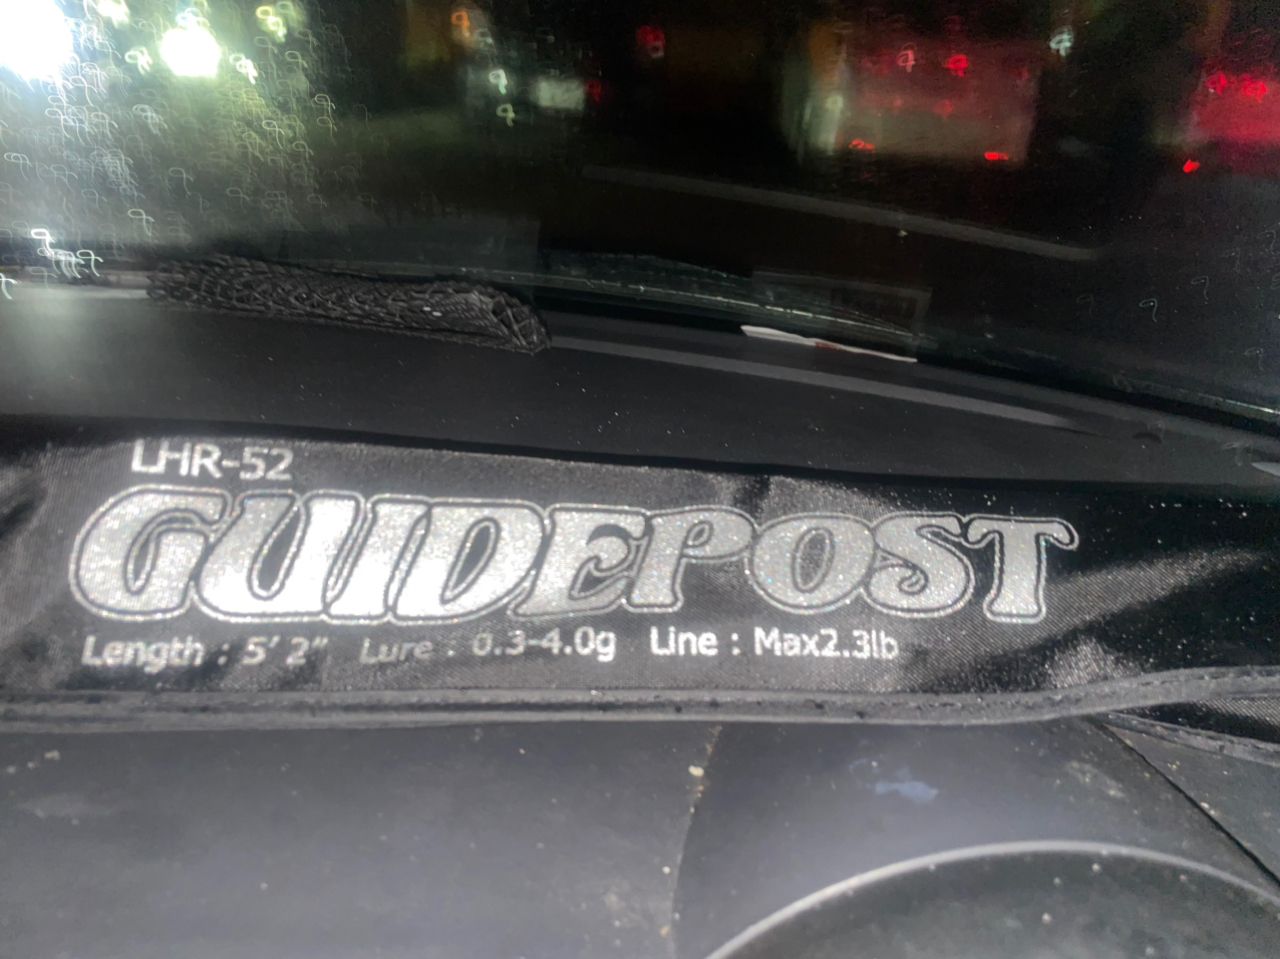 LHR-52
GUIDEPOST
Length : 5' 2" Lure : 0.3-4.0g Line : Max2.3lb